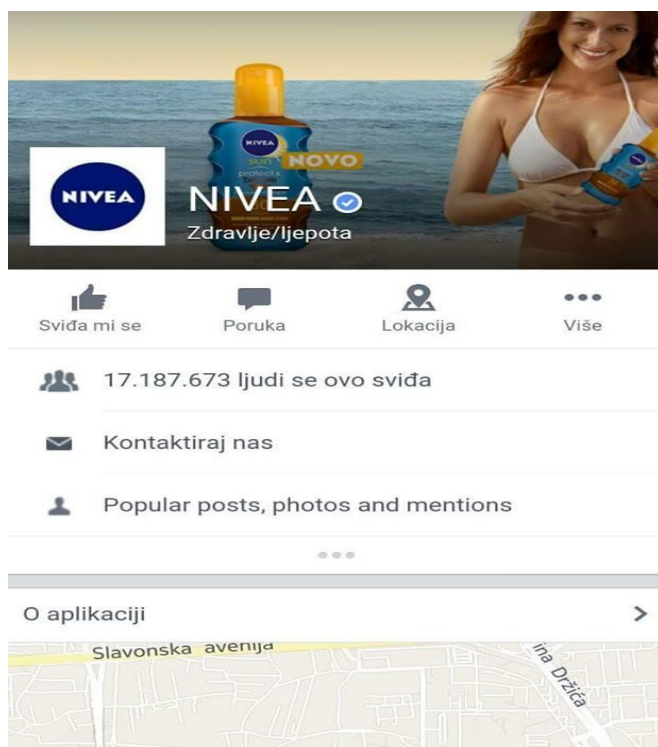 NIVEA
sun
NOVO
protect &
NIVEA
NIVEA
Zdravlje/ljepota
Sviđa mi se
Poruka
Lokacija
Više
17.187.673 ljudi se ovo sviđa
Kontaktiraj nas
Popular posts, photos and mentions
O aplikaciji
Slavonska avenija
ina Držića